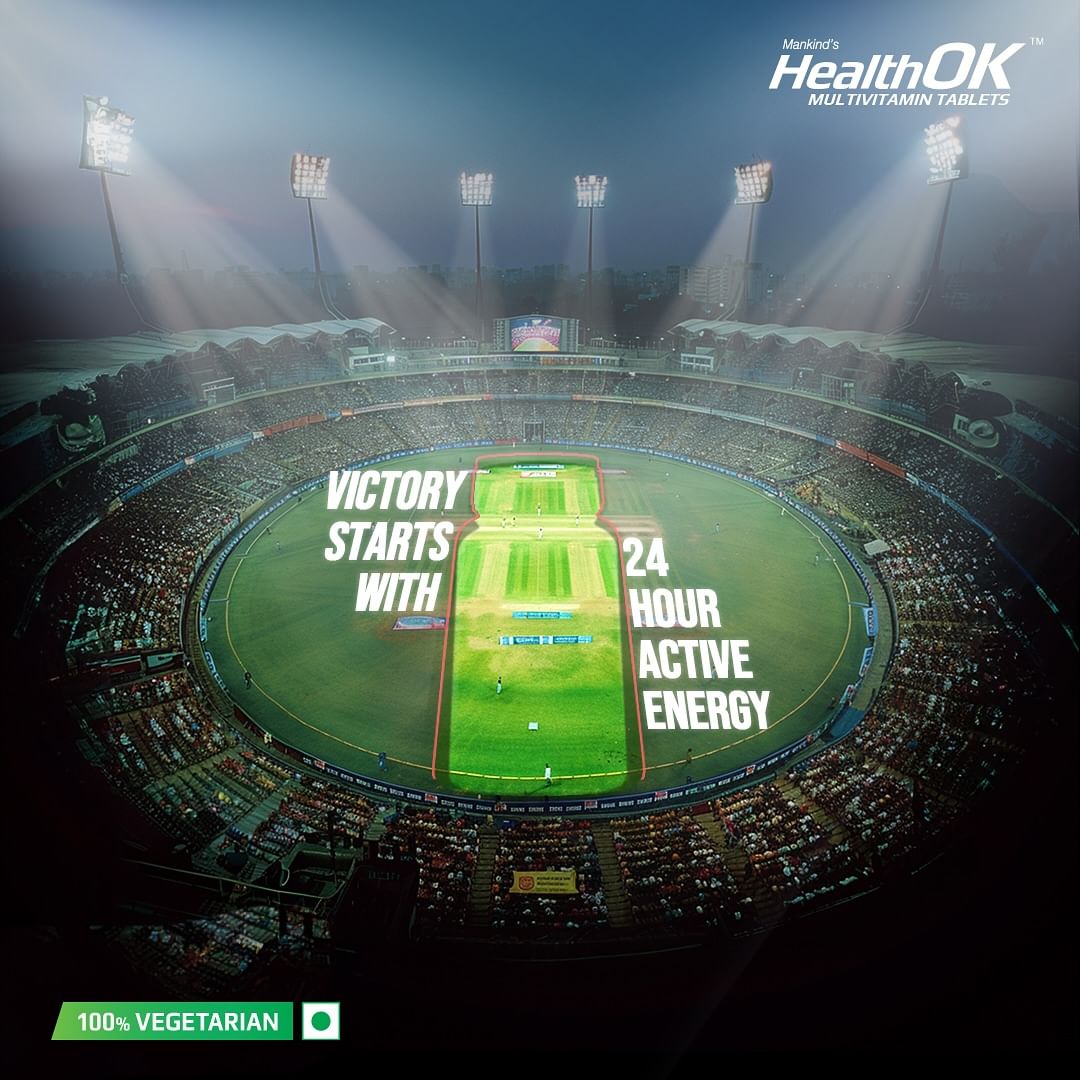 Mankind's
HealthOK™
MULTIVITAMIN TABLETS
VICTORY
STARTS
WITH
24
HOUR
ACTIVE
ENERGY
100% VEGETARIAN